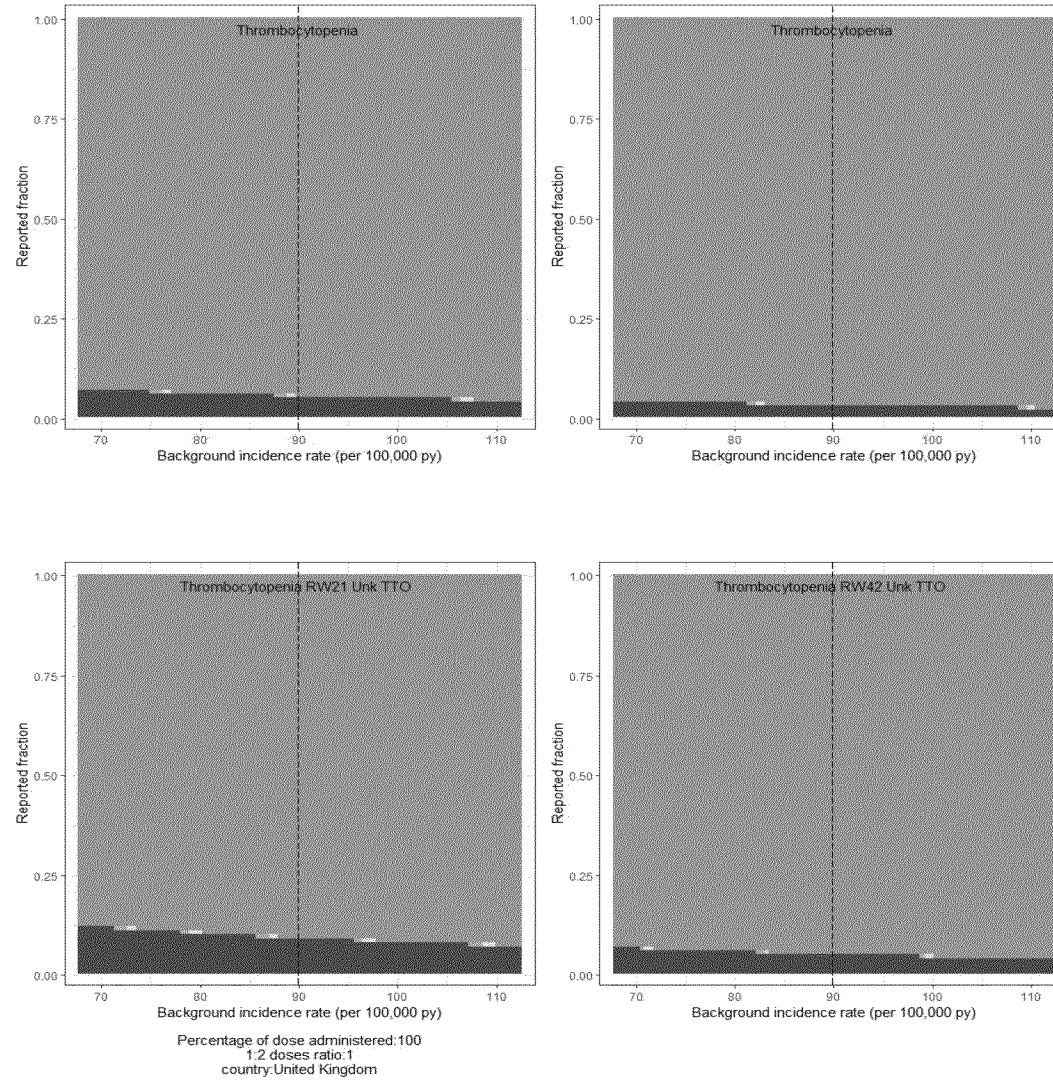 Thrombocytopenia
1.00
0.75
0.50
0.25
0.00
Reported fraction
70 80 90 100 110
Background incidence rate (per 100,000 py)
Thrombocytopenia
1.00
0.75
0.50
0.25
0.00
Reported fraction
70 80 90 100 110
Background incidence rate (per 100,000 py)
Thrombocytopenia RW21 Unk TTO
1.00
0.75
0.50
0.25
0.00
Reported fraction
70 80 90 100 110
Background incidence rate (per 100,000 py)
Thrombocytopenia RW42 Unk TTO
1.00
0.75
0.50
0.25
0.00
Reported fraction
70 80 90 100 110
Background incidence rate (per 100,000 py)
Percentage of dose administered:100
1:2 doses ratio:1
country:United Kingdom